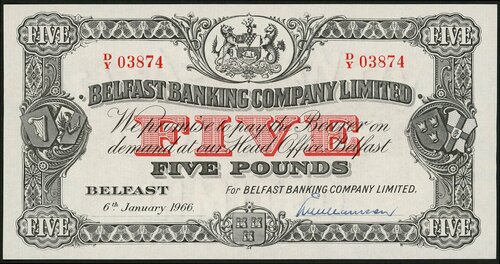 FIVE FIVE
D/Y 03874 D/Y 03874
BELFAST BANKING COMPANY LIMITED
FIVE
We promise to pay the Bearer on
demand at our Head Office Belfast
FIVE POUNDS
BELFAST For BELFAST BANKING COMPANY LIMITED.
6th January 1966.
FIVE FIVE